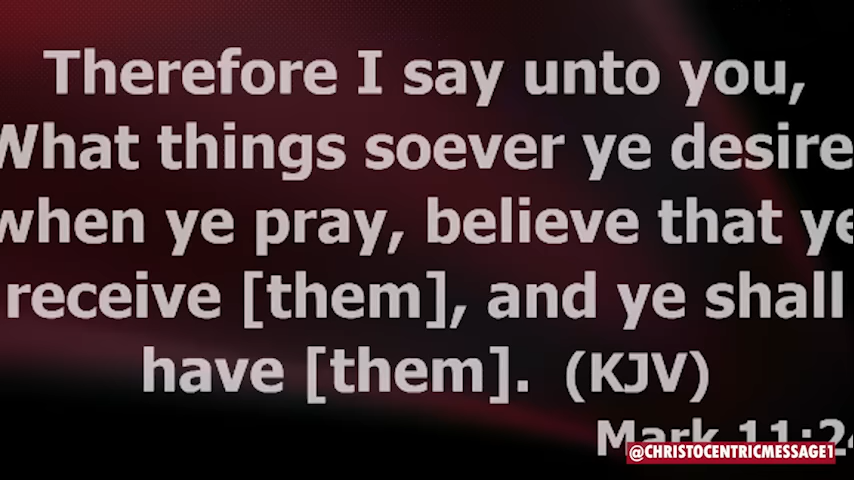 Therefore I say unto you,
What things soever ye desire
when ye pray, believe that ye
receive [them], and ye shall
have [them]. (KJV)
Mark 11:24
@CHRISTOCENTRICMESSAGE1